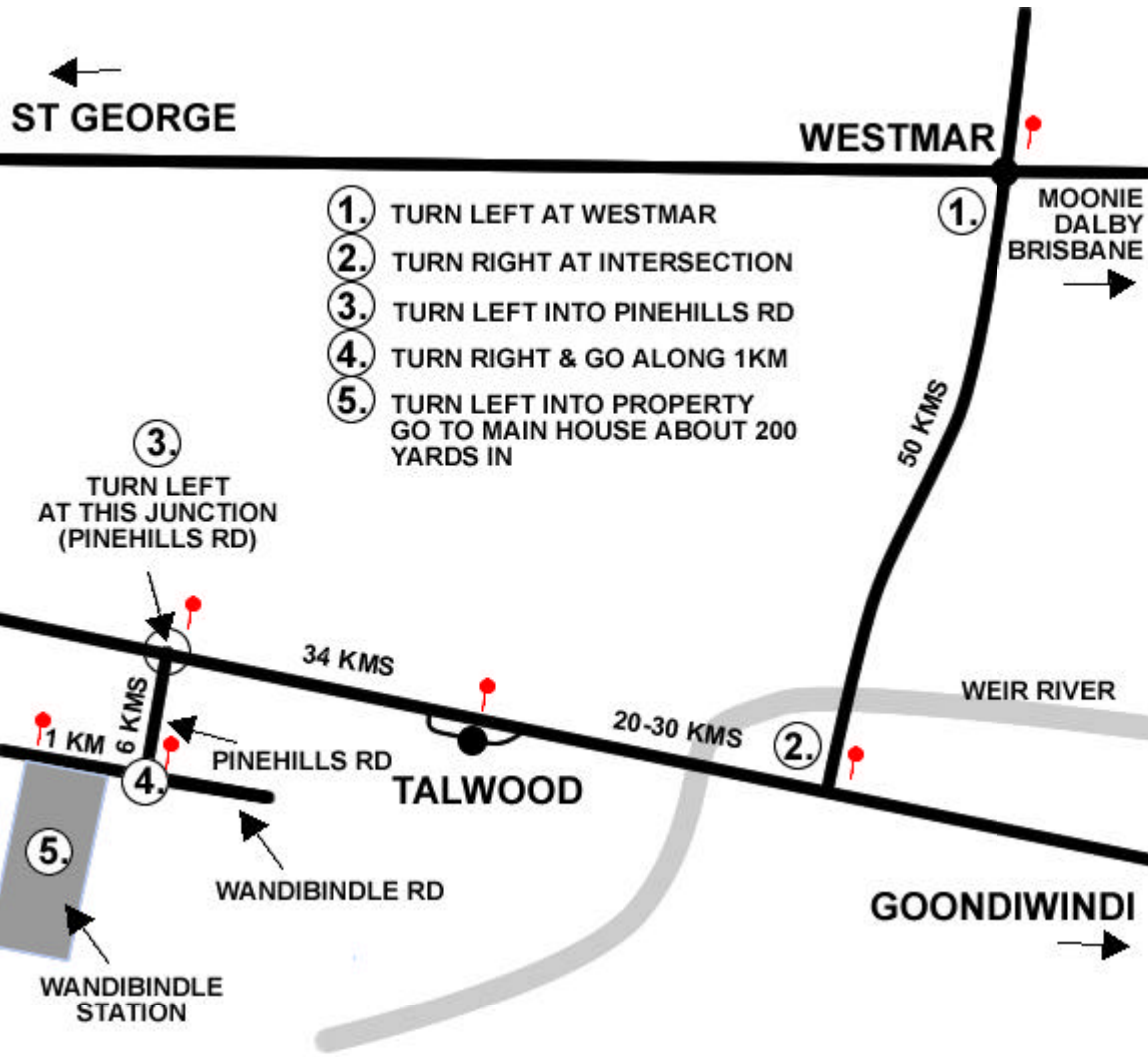 ST GEORGE
WESTMAR
1.
MOONIE
DALBY
BRISBANE
1. TURN LEFT AT WESTMAR
2. TURN RIGHT AT INTERSECTION
3. TURN LEFT INTO PINEHILLS RD
4. TURN RIGHT & GO ALONG 1KM
5. TURN LEFT INTO PROPERTY
GO TO MAIN HOUSE ABOUT 200
YARDS IN
50 KMS
3.
TURN LEFT
AT THIS JUNCTION
(PINEHILLS RD)
34 KMS
20-30 KMS
WEIR RIVER
2.
6 KMS
1 KM
PINEHILLS RD
4.
TALWOOD
5.
WANDIBINDLE RD
GOONDIWINDI
WANDIBINDLE
STATION